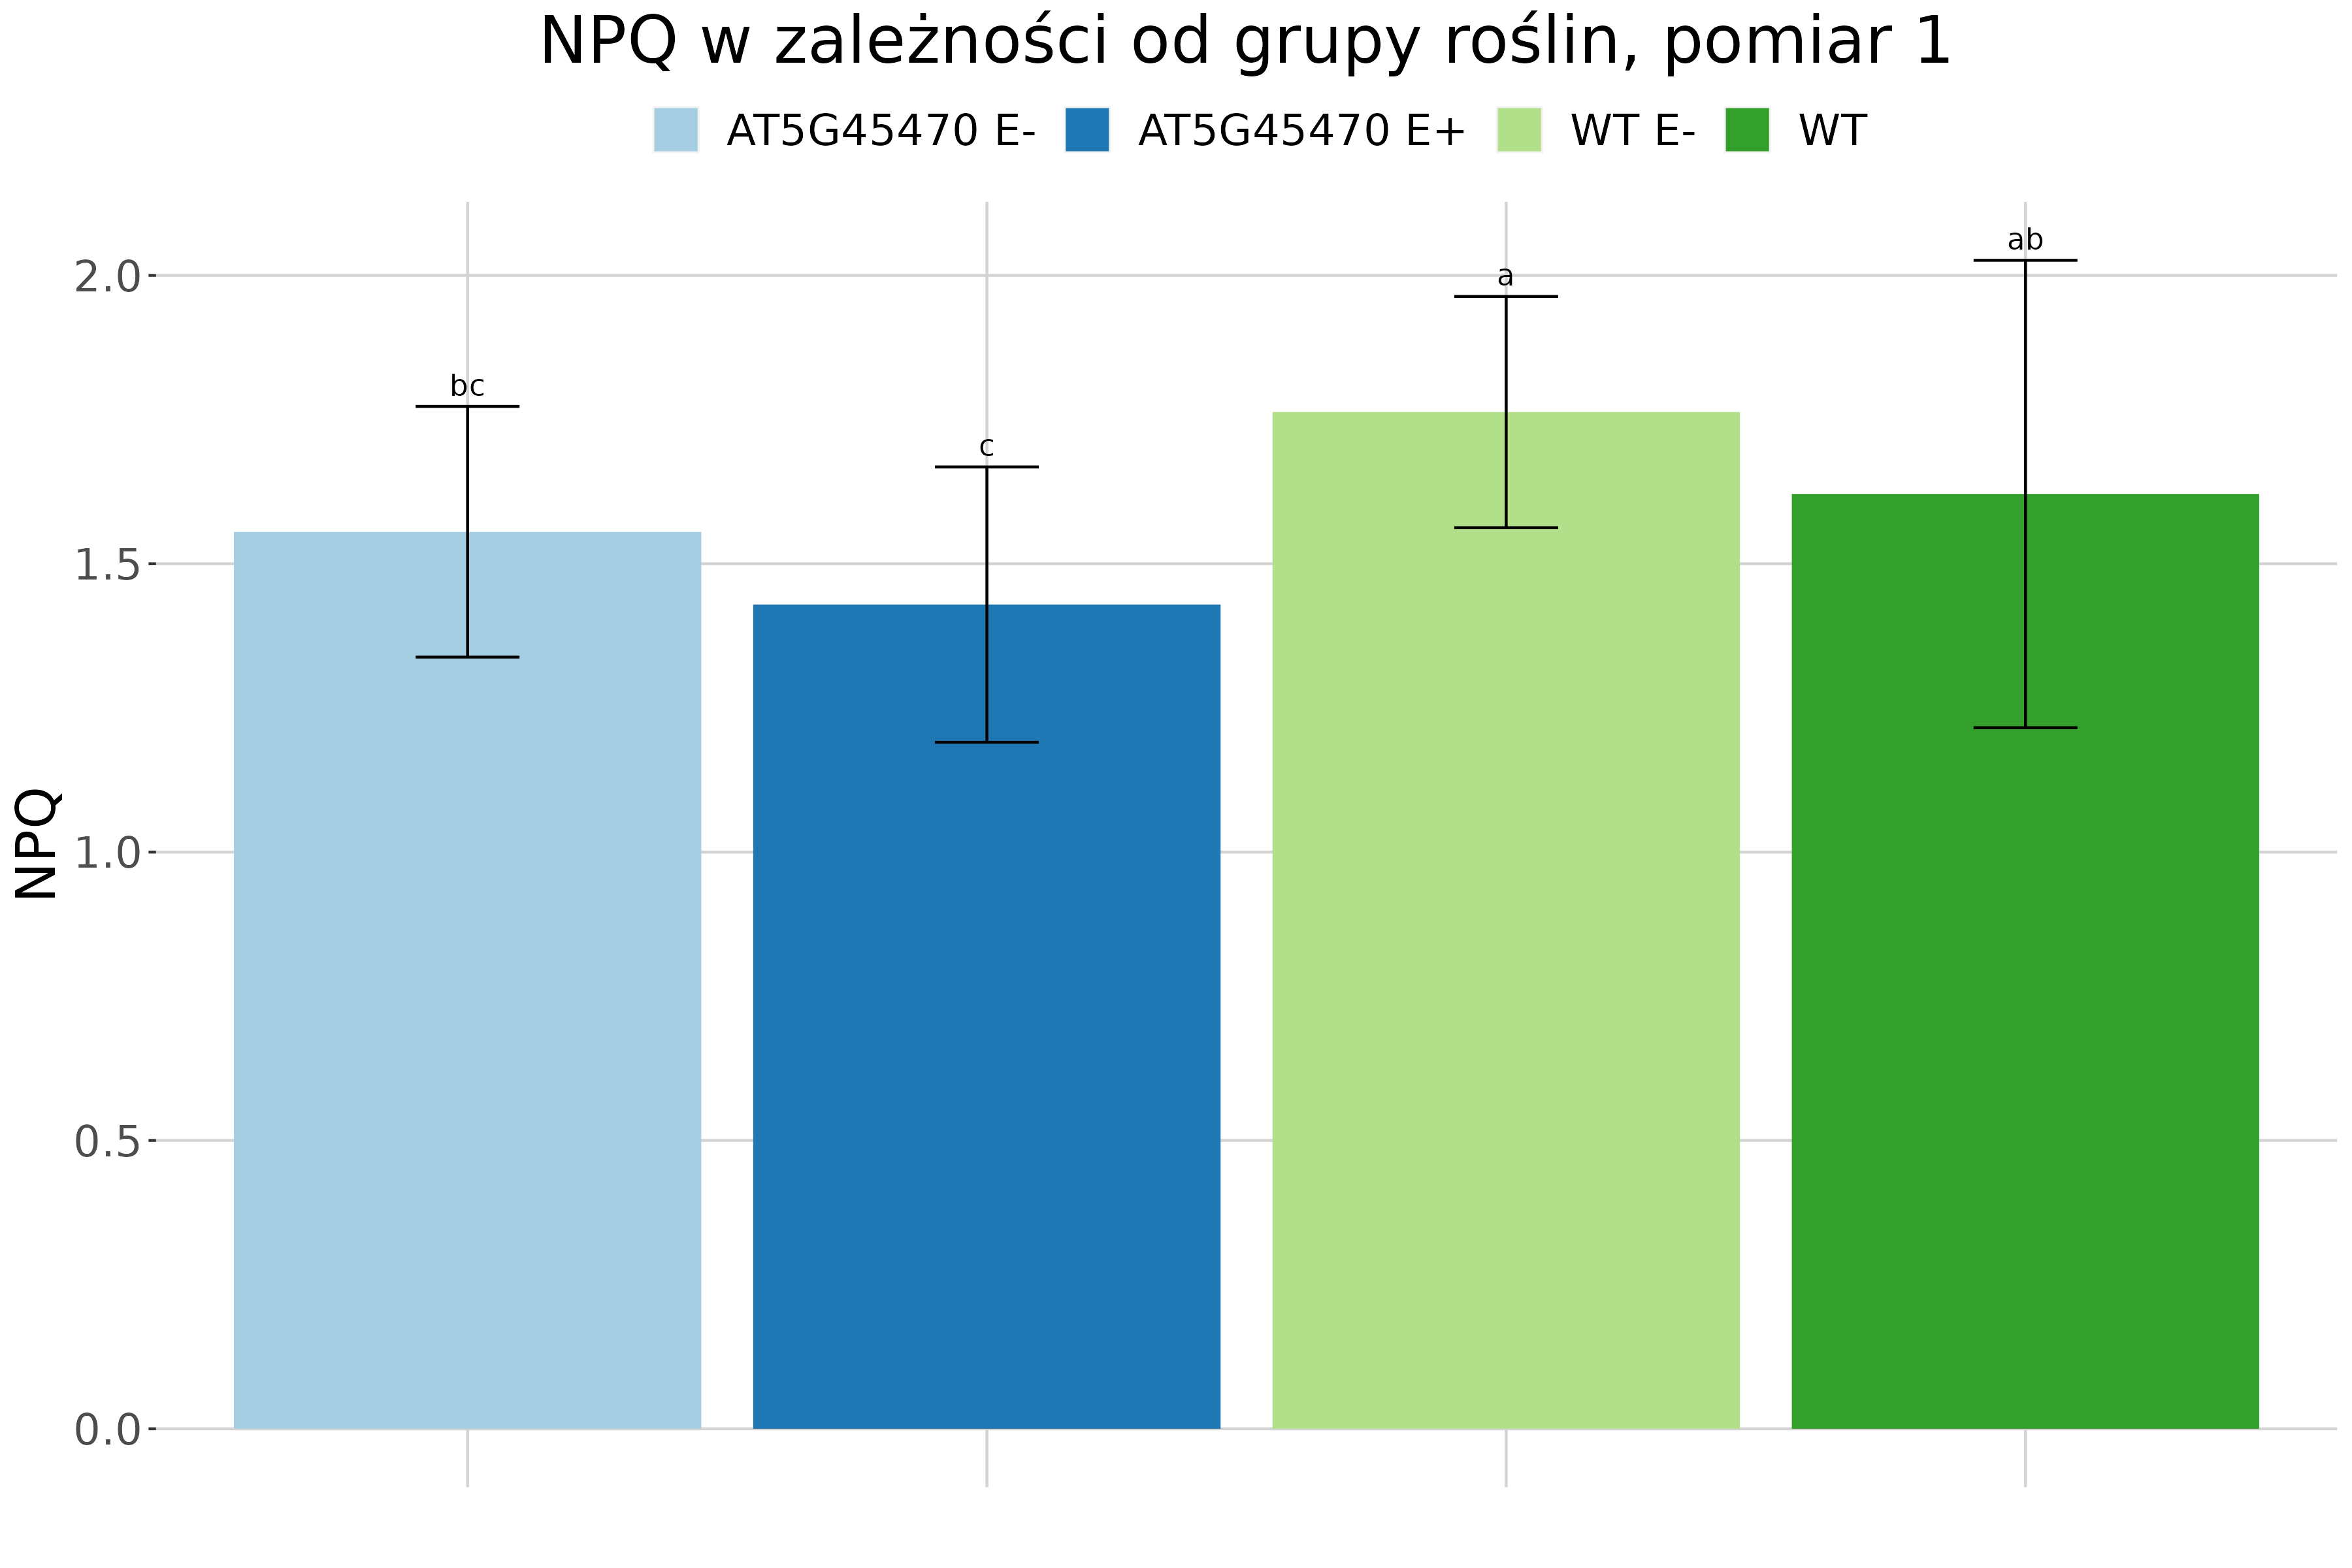 NPQ w zależności od grupy roślin, pomiar 1
AT5G45470 E- AT5G45470 E+ WT E- WT
2.0
1.5
1.0
0.5
0.0
NPQ
bc
c
a
ab